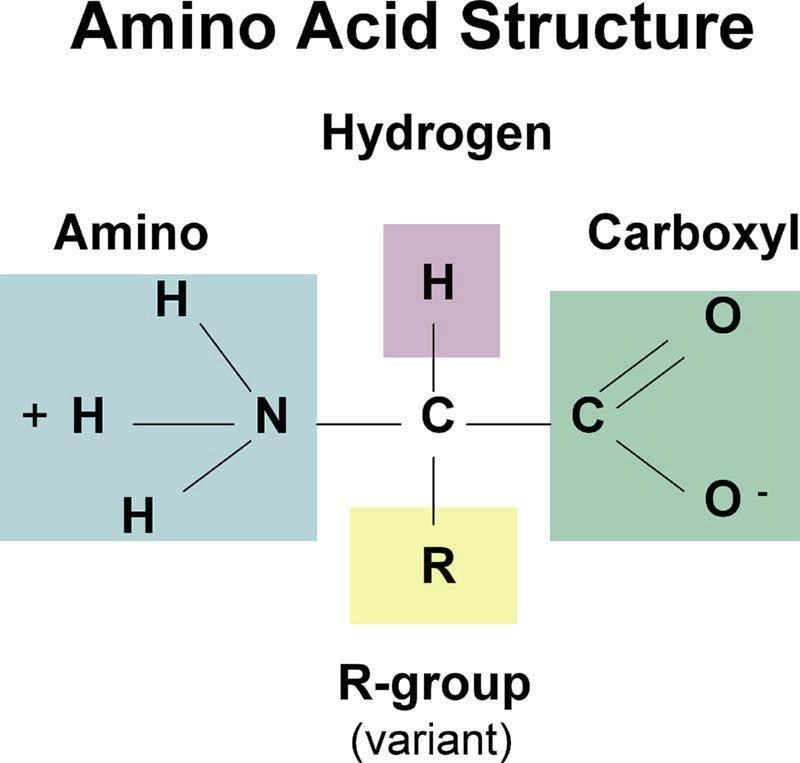 Amino Acid Structure
Hydrogen
Amino
Carboxyl
H
H
O
+ H
N
C
C
H
O -
R
R-group
(variant)